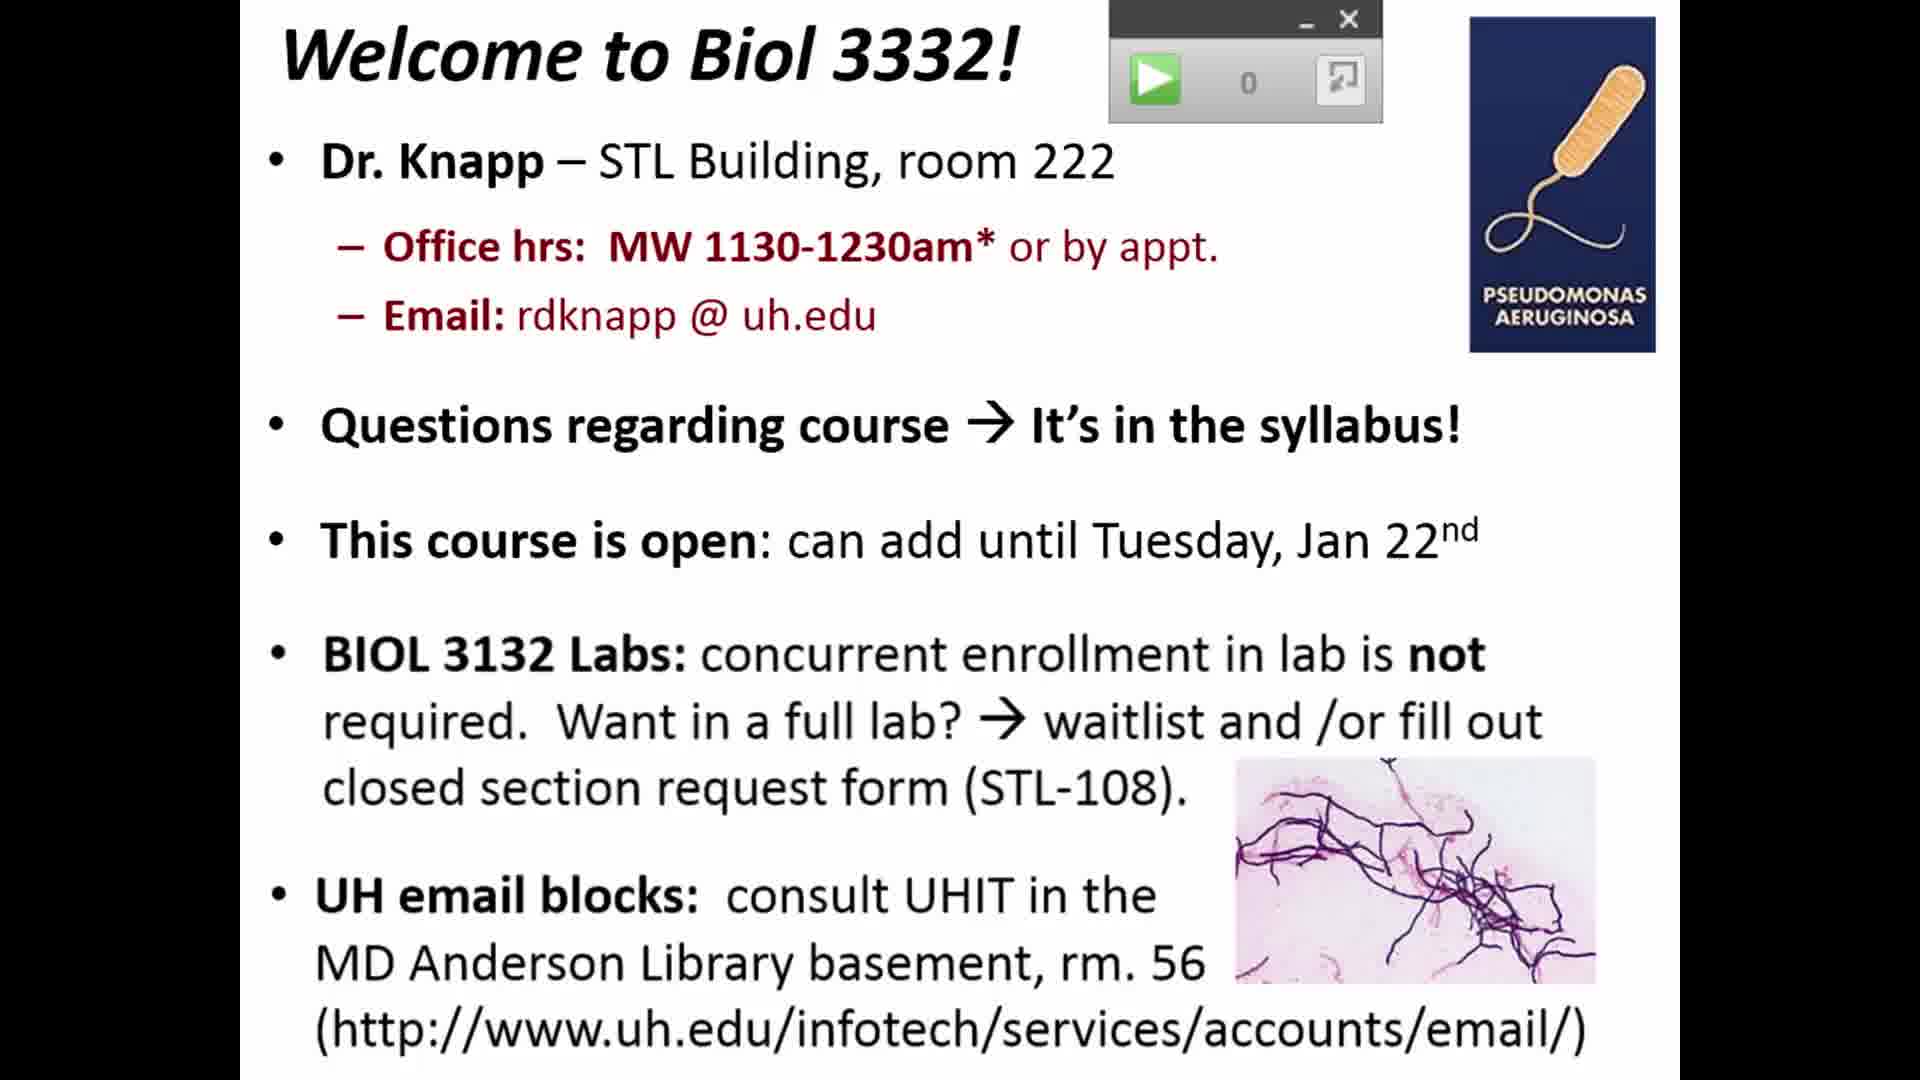 Welcome to Biol 3332!
0
• Dr. Knapp – STL Building, room 222
– Office hrs: MW 1130-1230am* or by appt.
– Email: rdknapp @ uh.edu
PSEUDOMONAS
AERUGINOSA
• Questions regarding course → It's in the syllabus!
• This course is open: can add until Tuesday, Jan 22nd
• BIOL 3132 Labs: concurrent enrollment in lab is not
required. Want in a full lab? → waitlist and /or fill out
closed section request form (STL-108).
• UH email blocks: consult UHIT in the
MD Anderson Library basement, rm. 56
(http://www.uh.edu/infotech/services/accounts/email/)